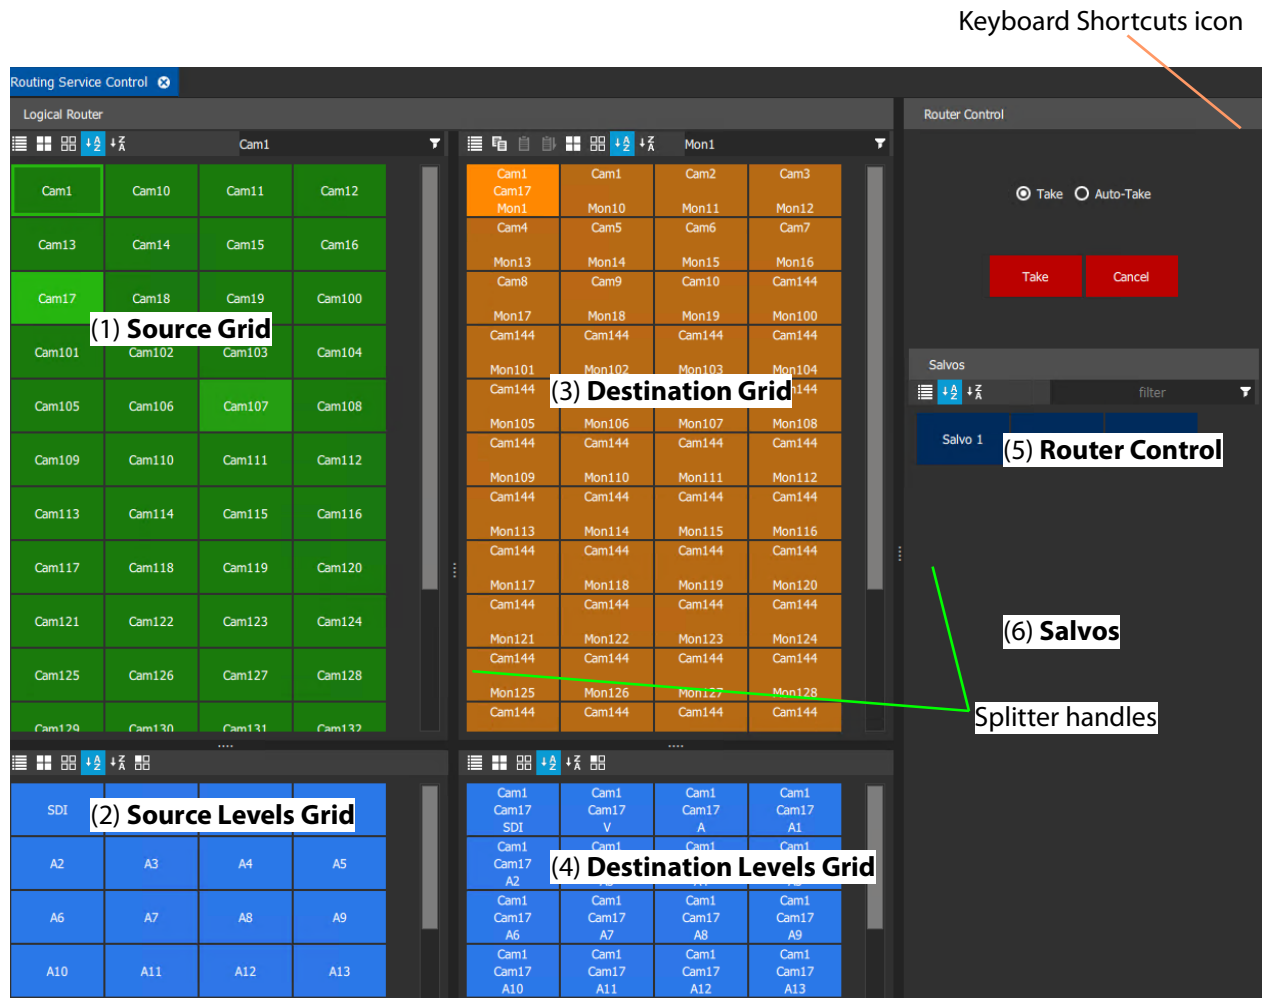 Keyboard Shortcuts icon
Routing Service Control
Logical Router
Router Control
Cam1
Mon1
Cam1 Cam10 Cam11 Cam12
Cam13 Cam14 Cam15 Cam16
Cam17 Cam18 Cam19 Cam100
(1) Source Grid
Cam101 Cam102 Cam103 Cam104
Cam105 Cam106 Cam107 Cam108
Cam109 Cam110 Cam111 Cam112
Cam113 Cam114 Cam115 Cam116
Cam117 Cam118 Cam119 Cam120
Cam121 Cam122 Cam123 Cam124
Cam125 Cam126 Cam127 Cam128
Cam129 Cam130 Cam131 Cam132
Cam1 Cam1 Cam2 Cam3
Cam17
Mon1 Mon10 Mon11 Mon12
Cam4 Cam5 Cam6 Cam7
Mon13 Mon14 Mon15 Mon16
Cam8 Cam9 Cam10 Cam144
Mon17 Mon18 Mon19 Mon100
Cam144 Cam144 Cam144 Cam144
Mon101 Mon102 Mon103 Mon104
(3) Destination Grid
Cam144
Mon105 Mon106 Mon107 Mon108
Cam144 Cam144 Cam144 Cam144
Mon109 Mon110 Mon111 Mon112
Cam144 Cam144 Cam144 Cam144
Mon113 Mon114 Mon115 Mon116
Cam144 Cam144 Cam144 Cam144
Mon117 Mon118 Mon119 Mon120
Cam144 Cam144 Cam144 Cam144
Mon121 Mon122 Mon123 Mon124
Cam144 Cam144 Cam144 Cam144
Mon125 Mon126 Mon127 Mon128
Cam144 Cam144 Cam144 Cam144
Take Auto-Take
Take Cancel
Salvos
filter
Salvo 1
(5) Router Control
(6) Salvos
Splitter handles
SDI
(2) Source Levels Grid
A2 A3 A4 A5
A6 A7 A8 A9
A10 A11 A12 A13
Cam1 Cam1 Cam1 Cam1
Cam17 Cam17 Cam17 Cam17
SDI V A A1
Cam1 Cam1 Cam1 Cam1
Cam17
(4) Destination Levels Grid
A2
Cam1 Cam1 Cam1 Cam1
Cam17 Cam17 Cam17 Cam17
A6 A7 A8 A9
Cam1 Cam1 Cam1 Cam1
Cam17 Cam17 Cam17 Cam17
A10 A11 A12 A13